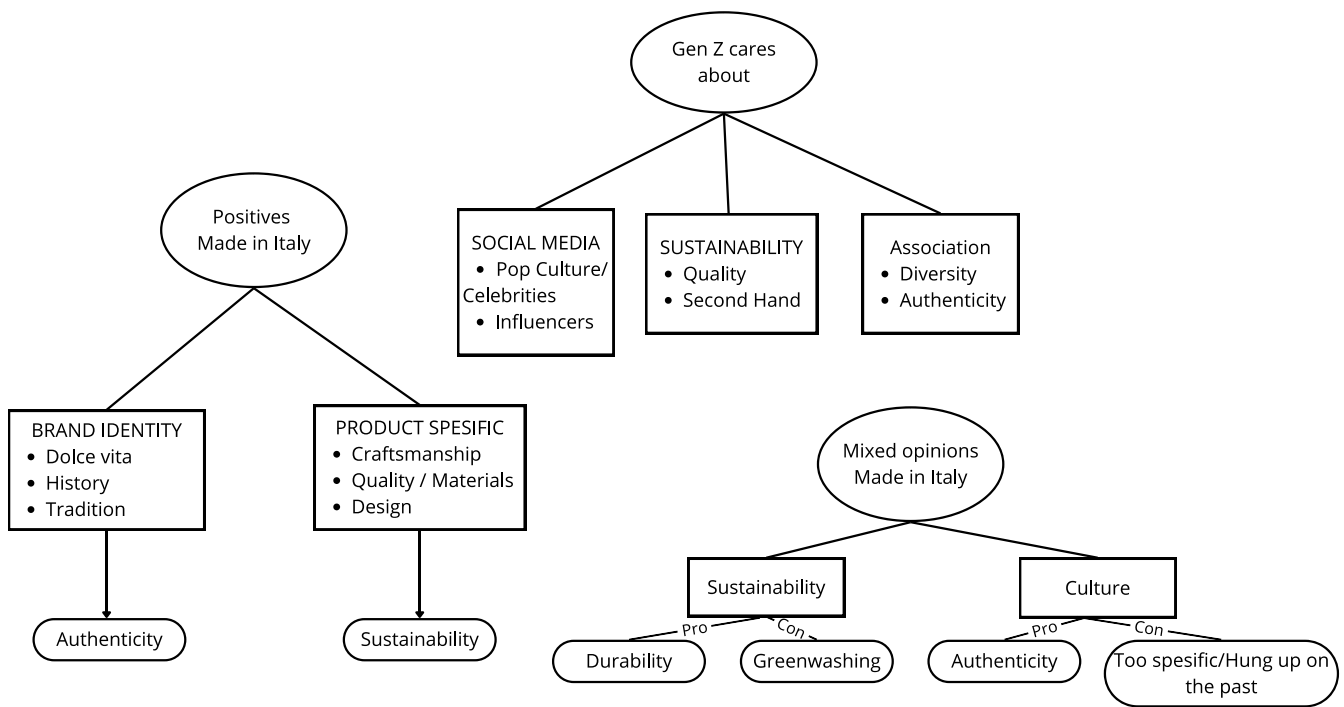 Gen Z cares
about
SOCIAL MEDIA
• Pop Culture/
Celebrities
• Influencers
SUSTAINABILITY
• Quality
• Second Hand
Association
• Diversity
• Authenticity
Positives
Made in Italy
BRAND IDENTITY
• Dolce vita
• History
• Tradition
PRODUCT SPESIFIC
• Craftsmanship
• Quality / Materials
• Design
Authenticity
Sustainability
Mixed opinions
Made in Italy
Sustainability
Pro
Con
Durability
Greenwashing
Culture
Pro
Con
Authenticity
Too spesific/Hung up on
the past